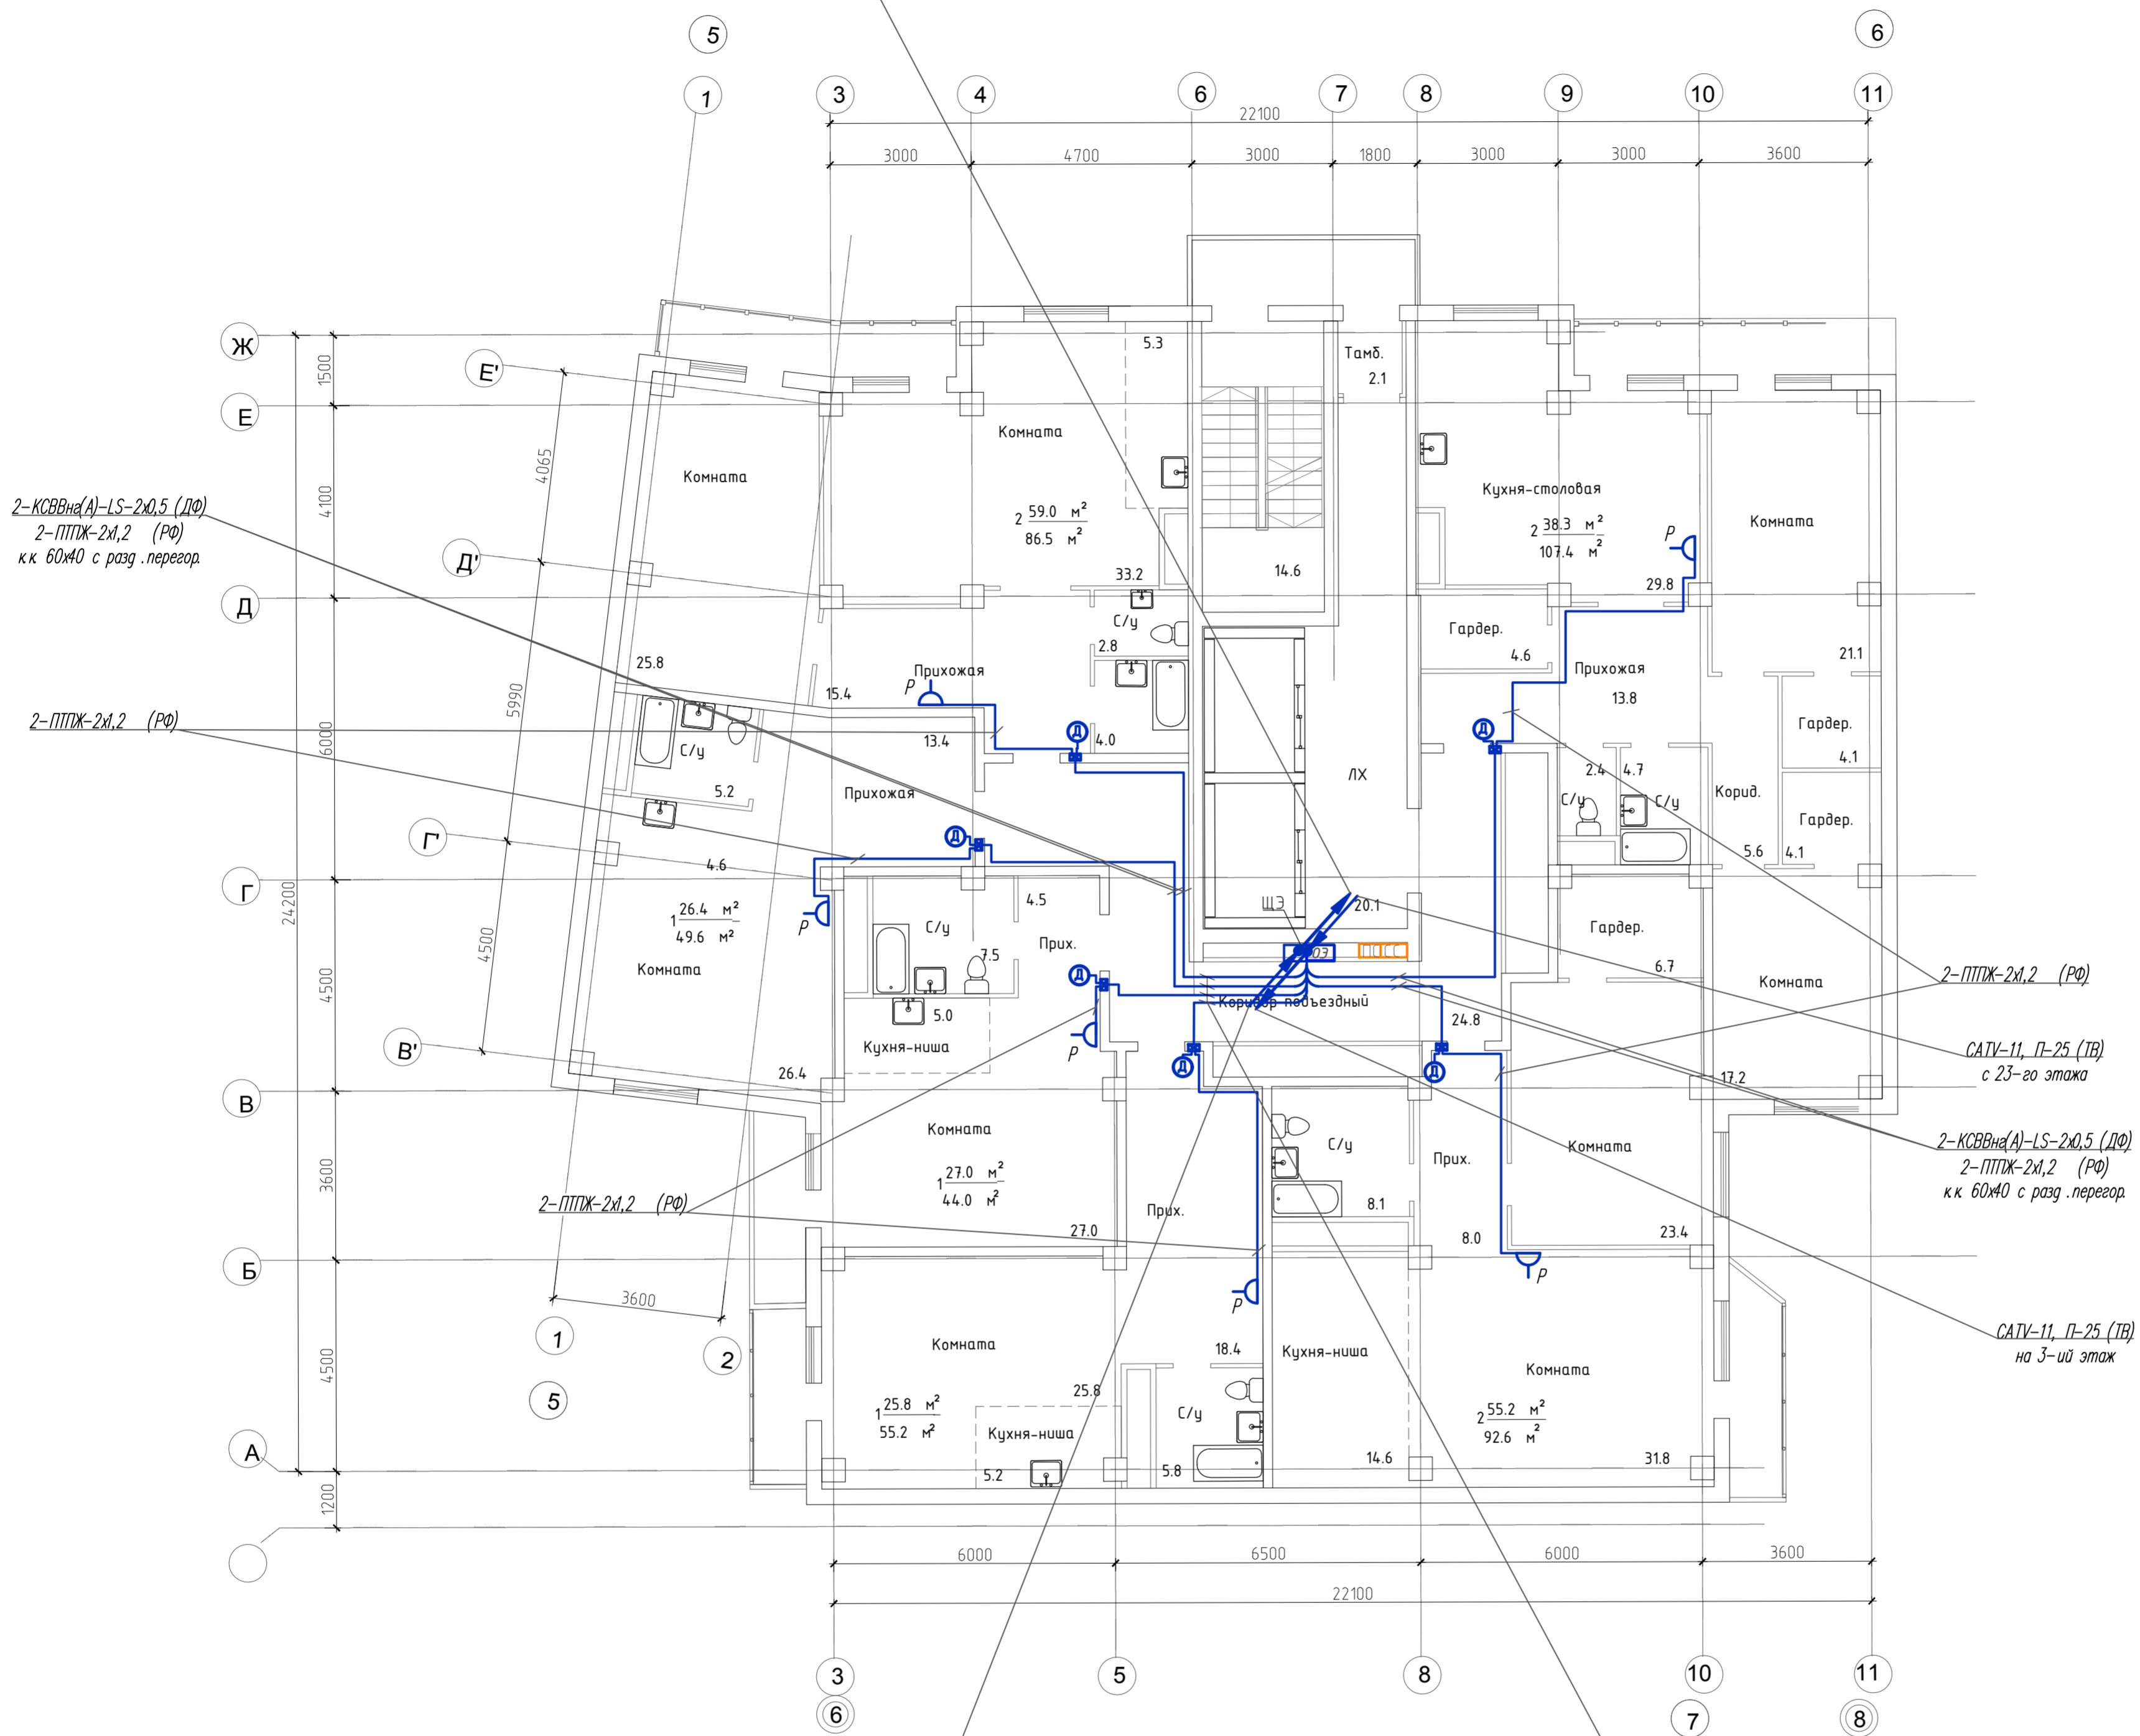 5
6
1
3
4
6
7
8
9
10
11
22100
3000
4700
3000
1800
3000
3000
3600
Ж
Е'
Е
Д'
Д
Г'
Г
В'
В
Б
А
1500
4100
6000
4500
3600
4500
1200
24200
4065
5990
4500
3600
5.3
Тамб.
2.1
Комната
Комната
Кухня-столовая
Комната
2 59.0 м²
86.5 м²
2 38.3 м²
107.4 м²
Р
33.2
14.6
29.8
С/у
2.8
Гардер.
4.6
25.8
Прихожая
Р
15.4
Прихожая
13.8
21.1
Гардер.
4.1
Д
4.0
Д
13.4
С/у
5.2
Прихожая
ЛХ
2.4
4.7
С/у
С/у
Корид.
Гардер.
5.6
4.1
Д
4.6
4.5
ЩЭ
20.1
1 26.4 м²
49.6 м²
Р
С/у
Прих.
7.5
Гардер.
6.7
Комната
Комната
Д
Коридор подъездный
5.0
24.8
Кухня-ниша
Р
Д
Д
26.4
17.2
Комната
1 27.0 м²
44.0 м²
С/у
Прих.
Комната
8.1
Прих.
27.0
8.0
23.4
Р
Р
Комната
18.4
Кухня-ниша
Комната
1 25.8 м²
55.2 м²
25.8
С/у
Кухня-ниша
5.2
5.8
2 55.2 м²
92.6 м²
14.6
31.8
2-КСВВнг(А)-LS-2х0,5 (ДФ)
2-ПТПЖ-2х1,2 (РФ)
кк 60х40 с разд .перегор.
2-ПТПЖ-2х1,2 (РФ)
2-ПТПЖ-2х1,2 (РФ)
2-ПТПЖ-2х1,2 (РФ)
CATV-11, П-25 (ТВ)
с 23-го этажа
2-КСВВнг(А)-LS-2х0,5 (ДФ)
2-ПТПЖ-2х1,2 (РФ)
кк 60х40 с разд .перегор.
CATV-11, П-25 (ТВ)
на 3-ий этаж
1
2
5
6000
6500
6000
3600
22100
3
5
8
10
11
6
7
8